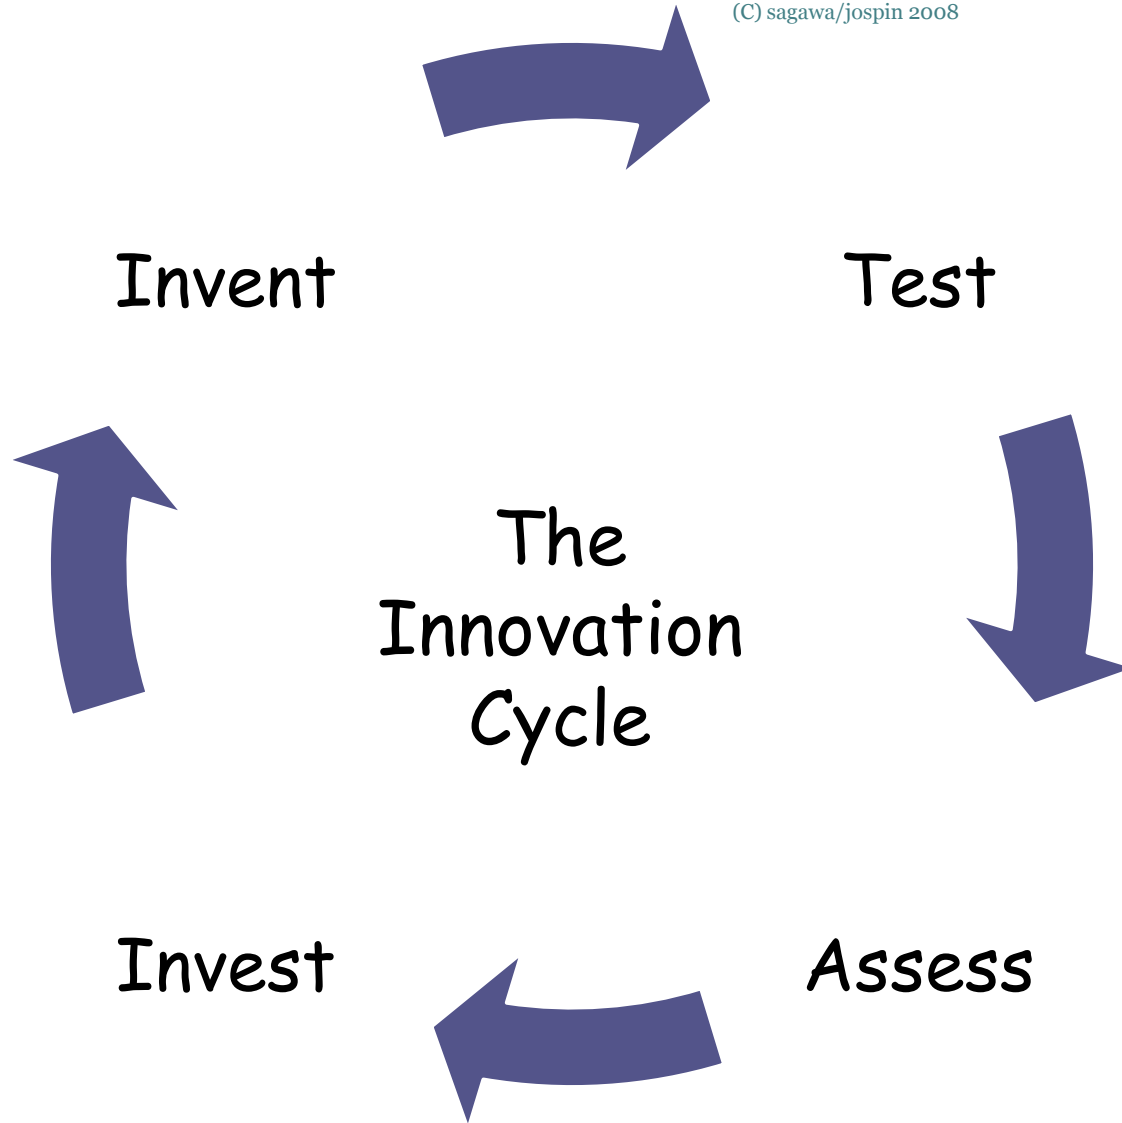 (C) sagawa/jospin 2008
Invent
Test
The
Innovation
Cycle
Invest
Assess